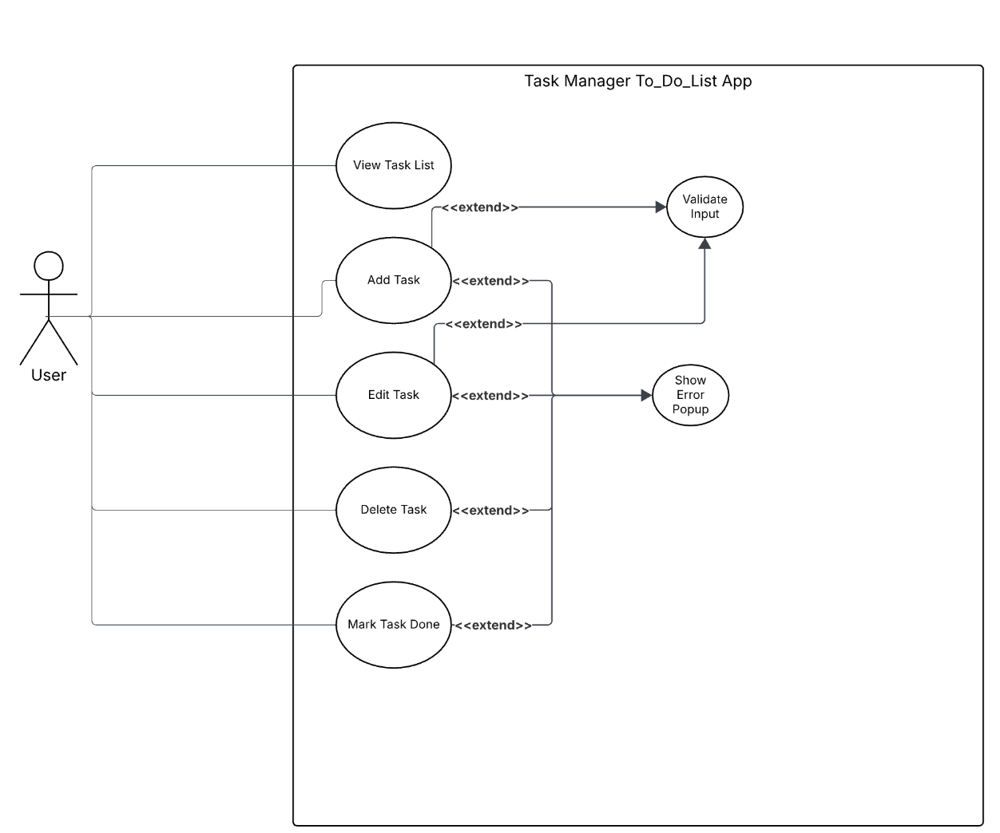 Task Manager To_Do_List App
View Task List
<<extend>>
Validate
Input
Add Task
<<extend>>
<<extend>>
User
Edit Task
<<extend>>
Show
Error
Popup
Delete Task
<<extend>>
Mark Task Done
<<extend>>